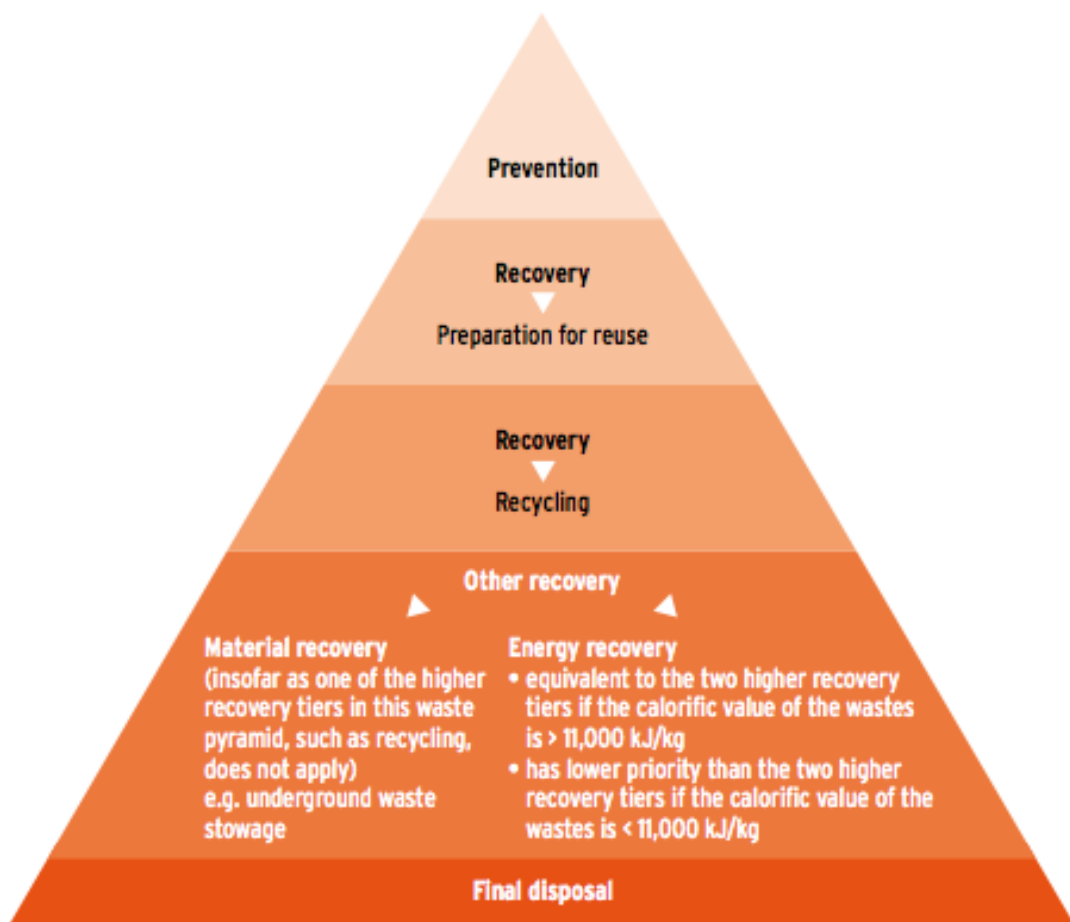 Prevention
Recovery
Preparation for reuse
Recovery
Recycling
Other recovery
Material recovery
(insofar as one of the higher
recovery tiers in this waste
pyramid, such as recycling,
does not apply)
e.g. underground waste
stowage
Energy recovery
• equivalent to the two higher recovery
tiers if the calorific value of the wastes
is > 11,000 kJ/kg
• has lower priority than the two higher
recovery tiers if the calorific value of the
wastes is < 11,000 kJ/kg
Final disposal